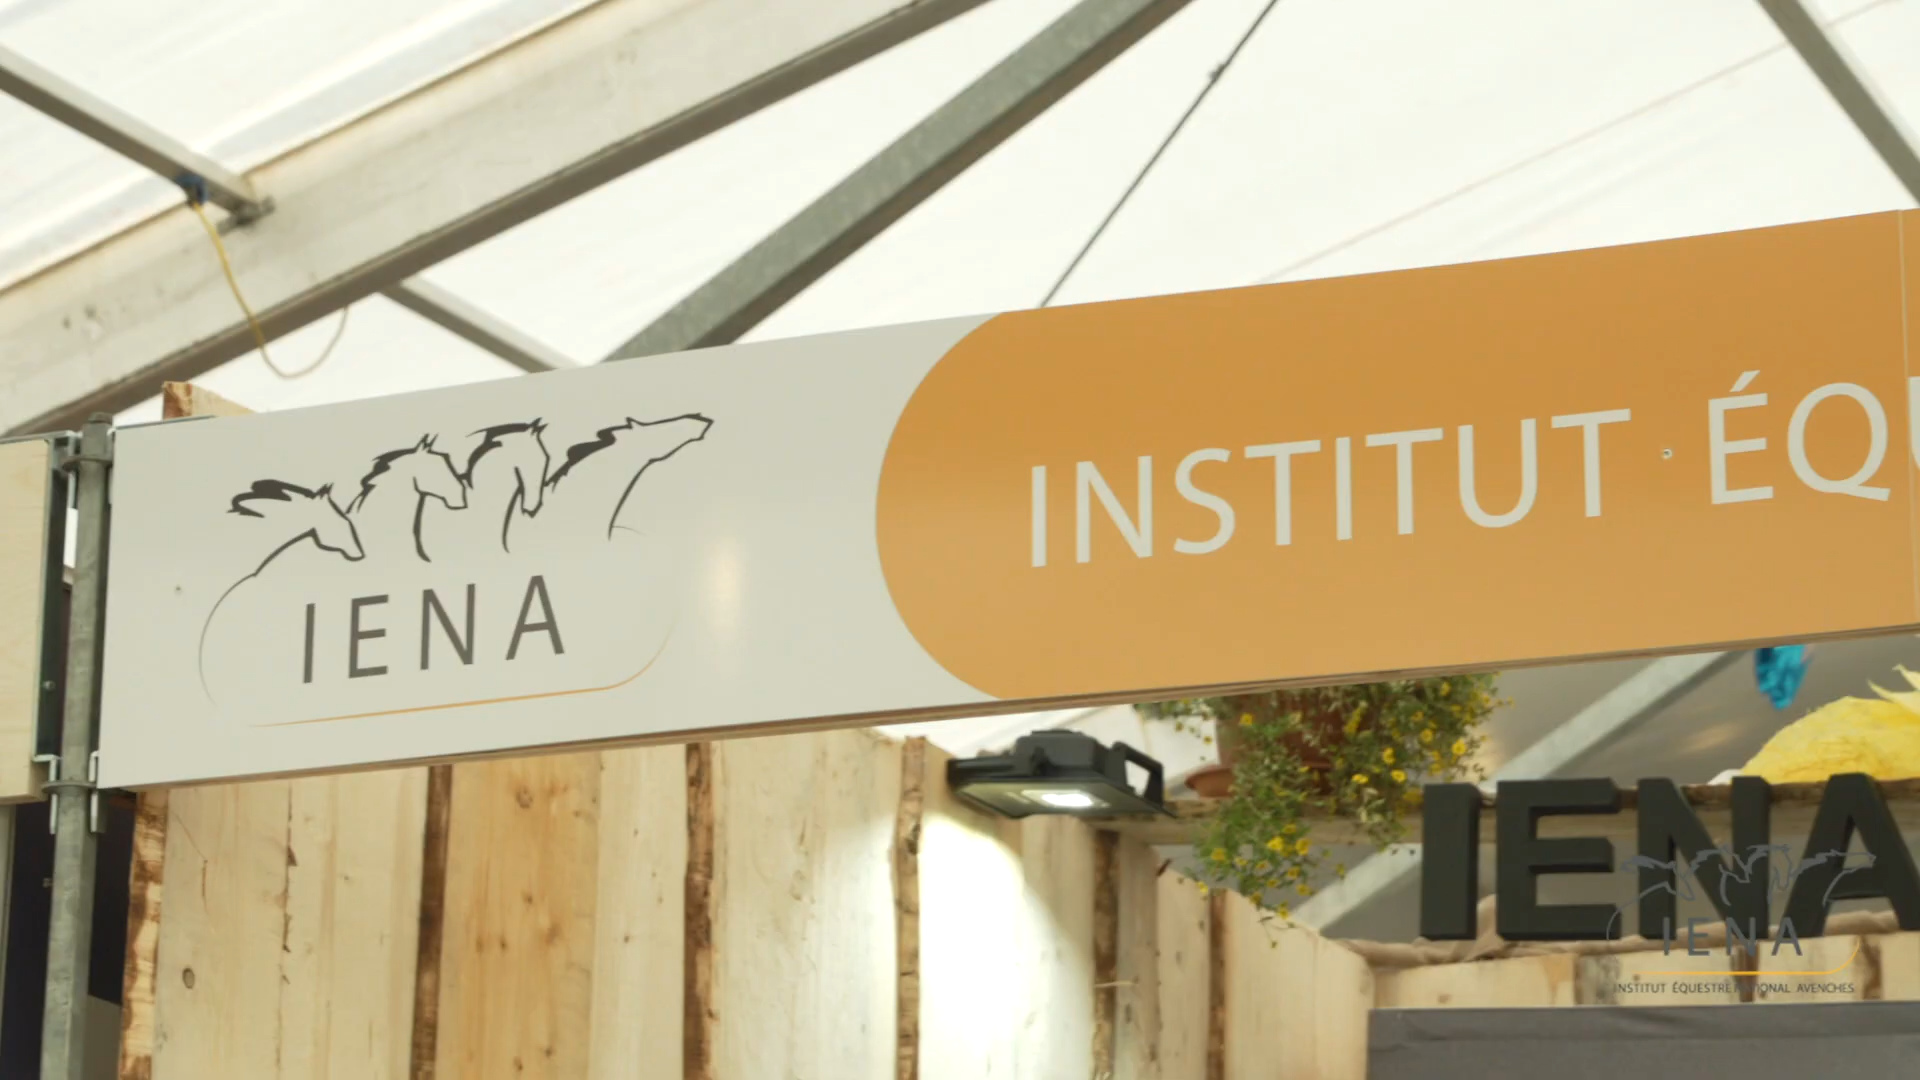 IENA
INSTITUT ÉQU
IENA
IENA
INSTITUT ÉQUESTRE NATIONAL AVENCHES